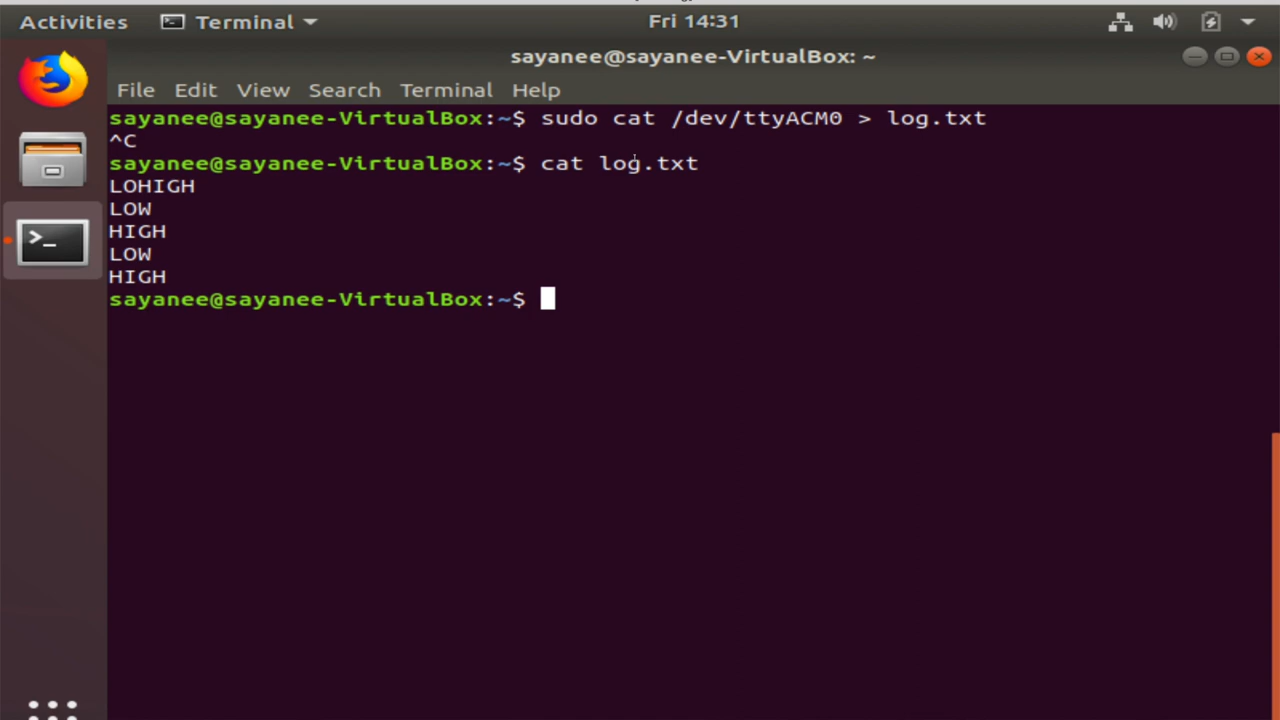 Activities Terminal Fri 14:31
sayanee@sayanee-VirtualBox: ~
File Edit View Search Terminal Help
sayanee@sayanee-VirtualBox:~$ sudo cat /dev/ttyACM0 > log.txt
^C
sayanee@sayanee-VirtualBox:~$ cat log.txt
LOHIGH
LOW
HIGH
LOW
HIGH
sayanee@sayanee-VirtualBox:~$